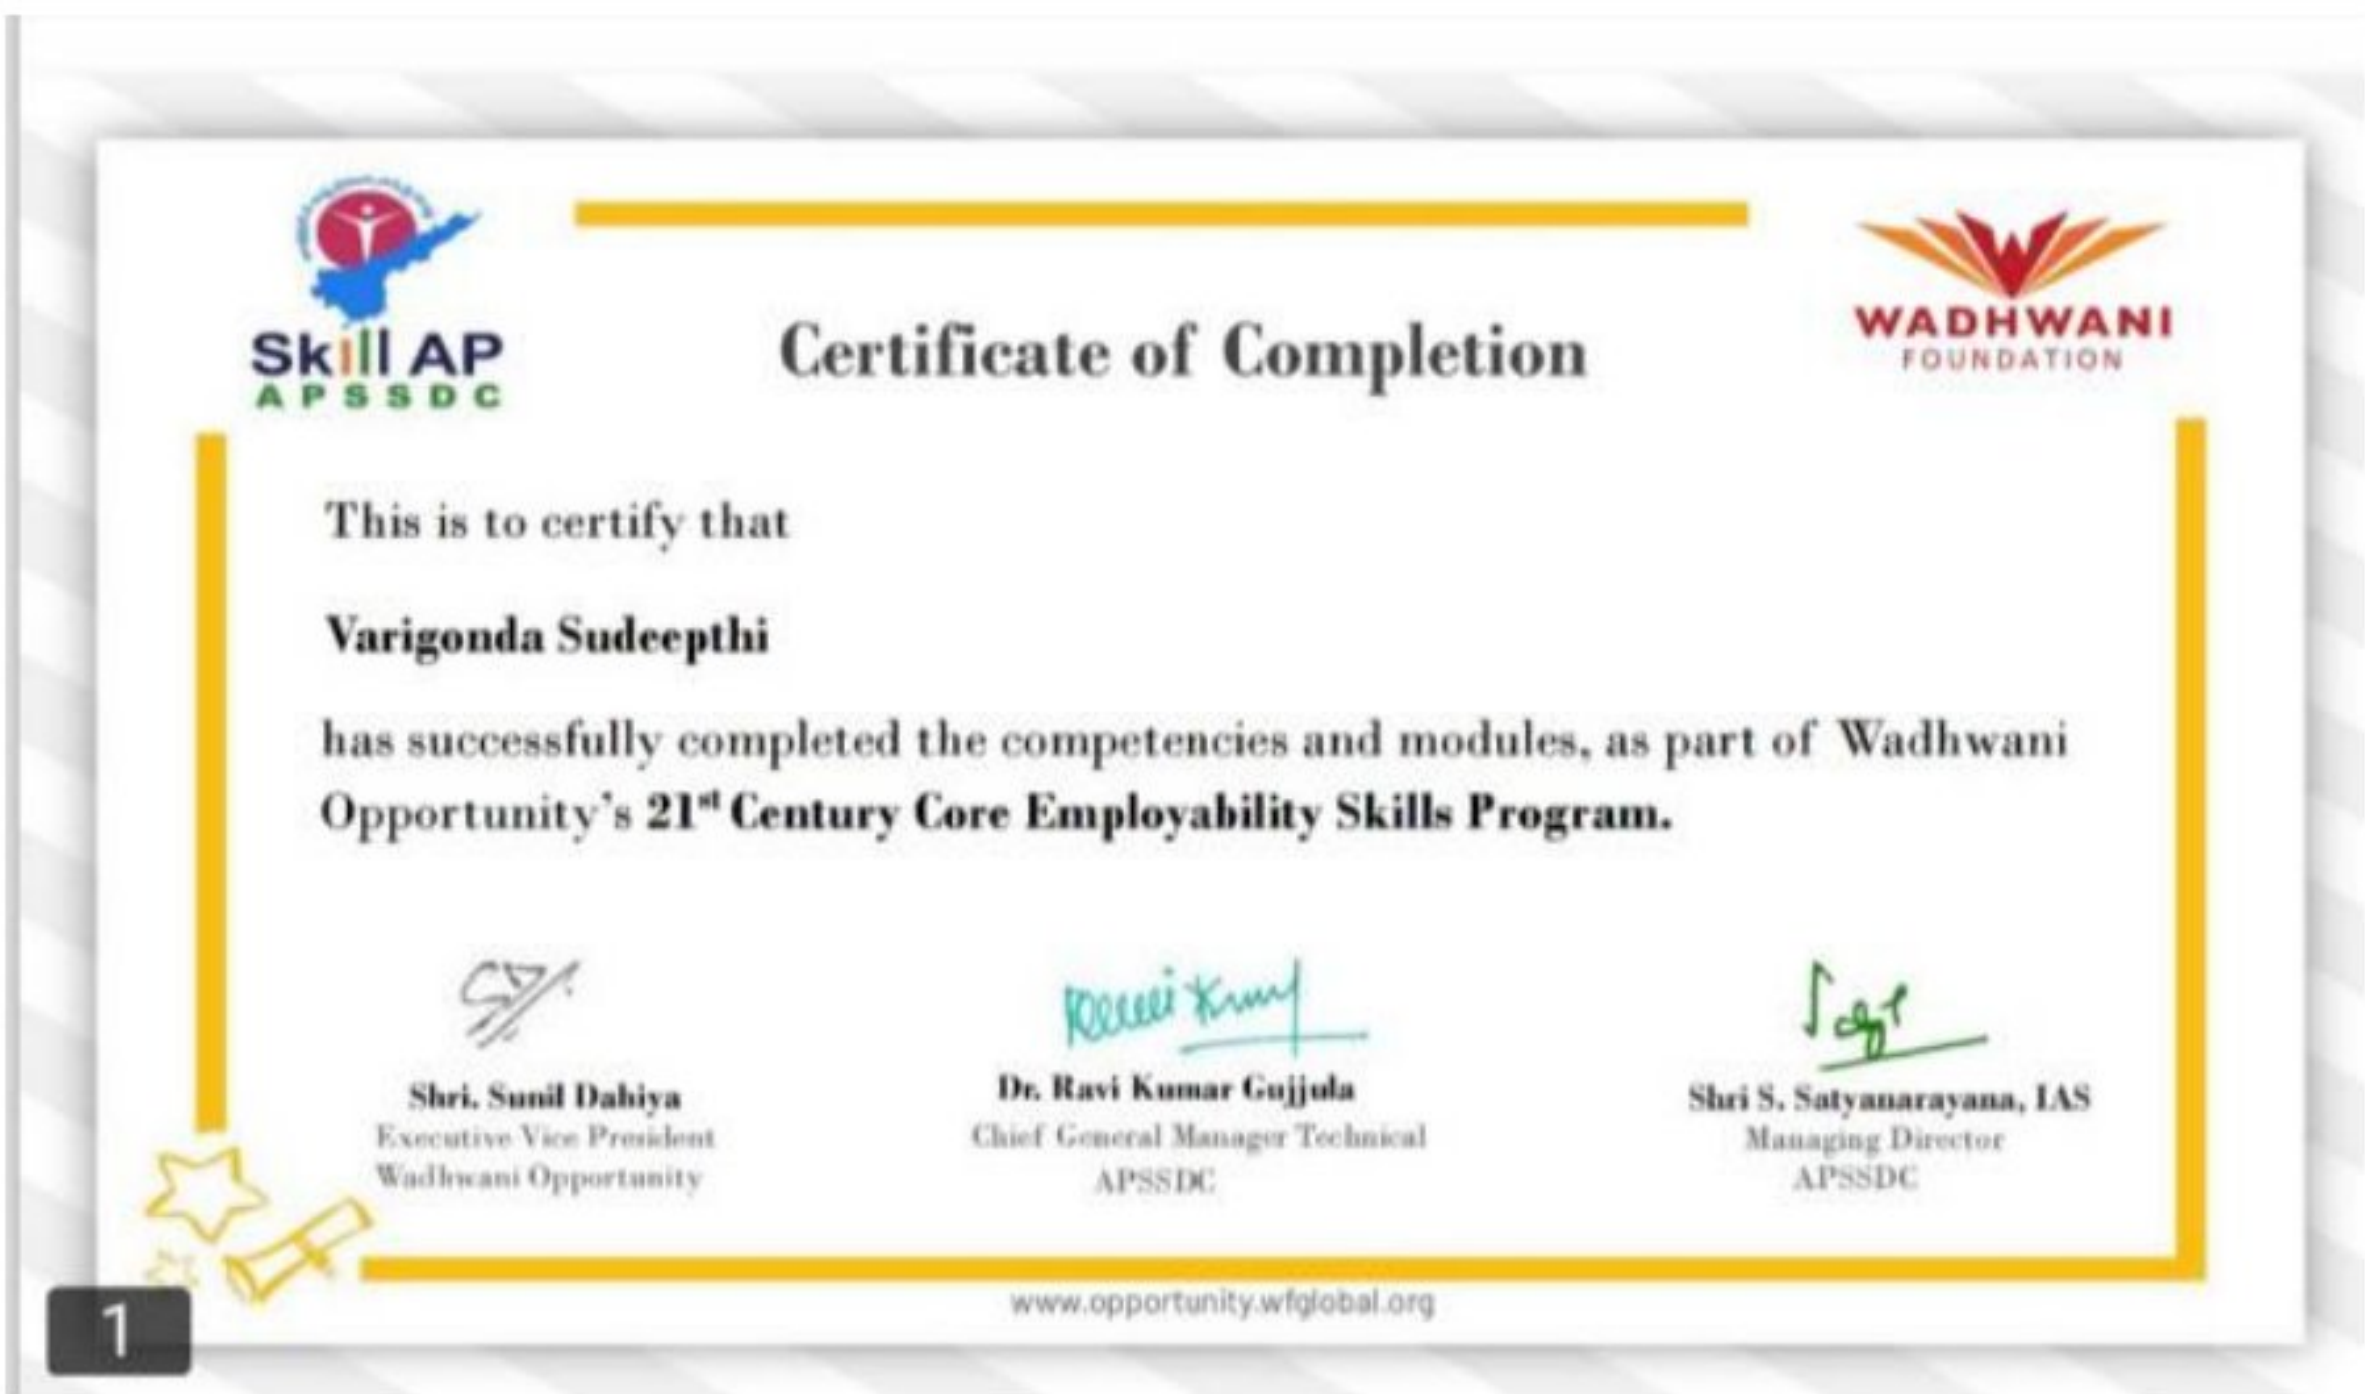 Skill AP
APSSDC
WADHWANI
FOUNDATION
Certificate of Completion
This is to certify that
Varigonda Sudeepthi
has successfully completed the competencies and modules, as part of Wadhwani
Opportunity's 21st Century Core Employability Skills Program.
Ravi Kumar
Shri. Sunil Dahiya
Executive Vice President
Wadhwani Opportunity
Dr. Ravi Kumar Gujjula
Chief General Manager Technical
APSSDC
Shri S. Satyanarayana, IAS
Managing Director
APSSDC
www.opportunity.wfglobal.org
1